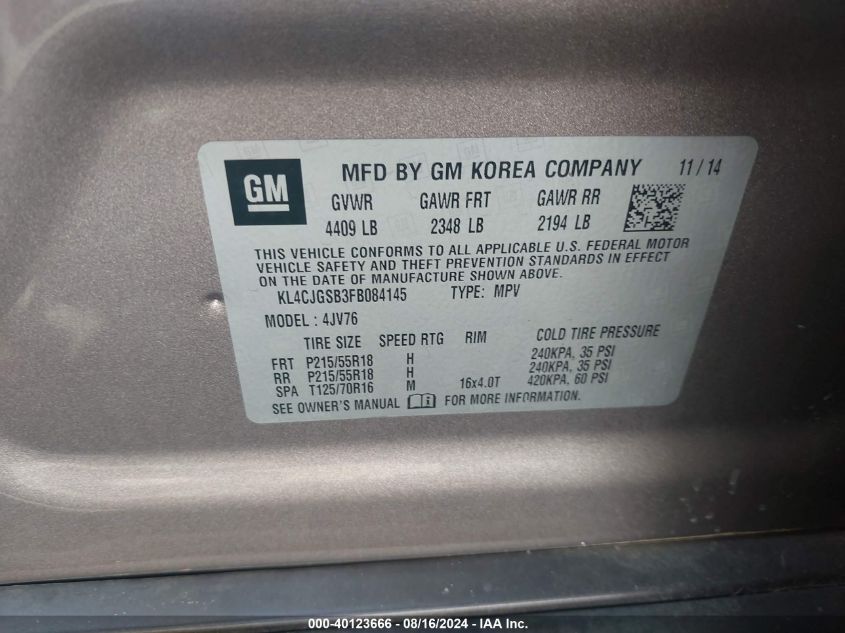 GM
MFD BY GM KOREA COMPANY 11/14
GVWR GAWR FRT GAWR RR
4409 LB 2348 LB 2194 LB
THIS VEHICLE CONFORMS TO ALL APPLICABLE U.S. FEDERAL MOTOR
VEHICLE SAFETY AND THEFT PREVENTION STANDARDS IN EFFECT
ON THE DATE OF MANUFACTURE SHOWN ABOVE.
KL4CJGSB3FB084145 TYPE: MPV
MODEL : 4JV76
TIRE SIZE SPEED RTG RIM COLD TIRE PRESSURE
FRT P215/55R18 H 240KPA, 35 PSI
RR P215/55R18 H 240KPA, 35 PSI
SPA T125/70R16 M 16x4.0T 420KPA, 60 PSI
SEE OWNER'S MANUAL FOR MORE INFORMATION.
000-40123666 - 08/16/2024 - IAA Inc.